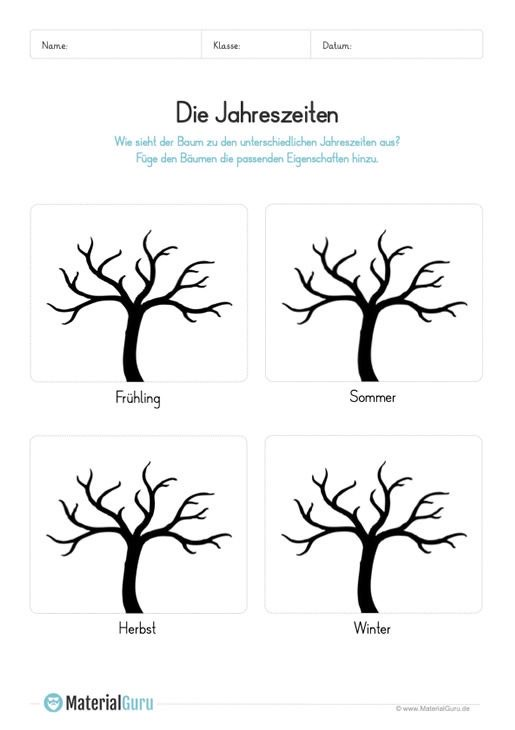 Name: Klasse: Datum:
Die Jahreszeiten
Wie sieht der Baum zu den unterschiedlichen Jahreszeiten aus?
Füge den Bäumen die passenden Eigenschaften hinzu.
Frühling Sommer
Herbst Winter
MaterialGuru © www.MaterialGuru.de